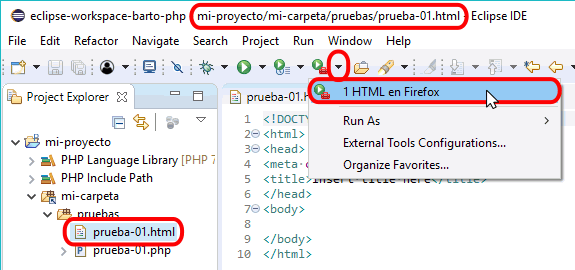 eclipse-workspace-barto-php mi-proyecto/mi-carpeta/pruebas/prueba-01.html - Eclipse IDE
File Edit Refactor Navigate Search Project Run Window Help
Project Explorer
mi-proyecto
PHP Language Library [PHP 7
PHP Include Path
mi-carpeta
pruebas
prueba-01.html
prueba-01.php
prueba-01.
1 <!DOCTY
2 <html>
3 <head>
4 <meta c
5 <title>Insert title here</title>
6 </head>
7 <body>
8
9 </body>
10 </html>
1 HTML en Firefox
Run As
External Tools Configurations...
Organize Favorites...